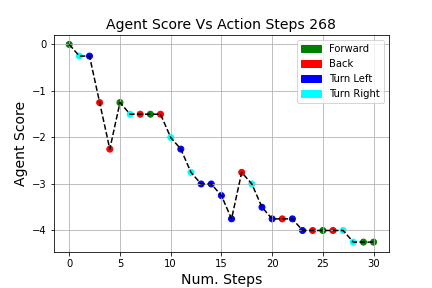 Agent Score Vs Action Steps 268
Forward
Back
Turn Left
Turn Right
Agent Score
0
−1
−2
−3
−4
0 5 10 15 20 25 30
Num. Steps